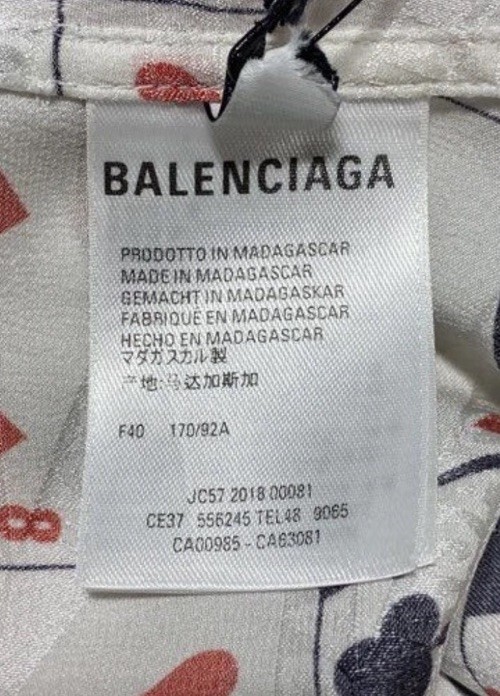 BALENCIAGA
PRODOTTO IN MADAGASCAR
MADE IN MADAGASCAR
GEMACHT IN MADAGASKAR
FABRIQUÉ EN MADAGASCAR
HECHO EN MADAGASCAR
マダガスカル製
产地:马达加斯加
F40 170/92A
JC57 2018 00081
CE37 556245 TEL48 9065
CA00985 - CA63081
8